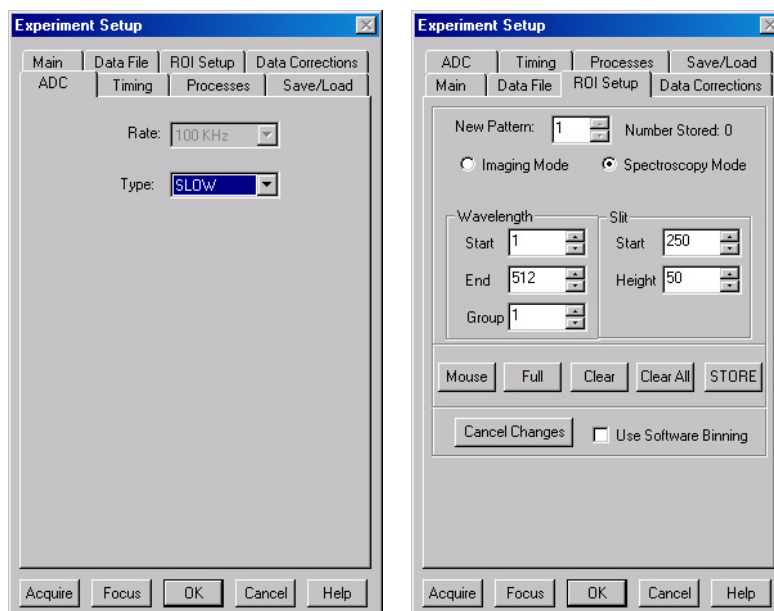 Experiment Setup
Main Data File ROI Setup Data Corrections
ADC Timing Processes Save/Load
Rate: 100 KHz
Type: SLOW
Acquire Focus OK Cancel Help
Experiment Setup
ADC Timing Processes Save/Load
Main Data File ROI Setup Data Corrections
New Pattern: 1 Number Stored: 0
Imaging Mode Spectroscopy Mode
Wavelength Slit
Start 1 Start 250
End 512 Height 50
Group 1
Mouse Full Clear Clear All STORE
Cancel Changes Use Software Binning
Acquire Focus OK Cancel Help